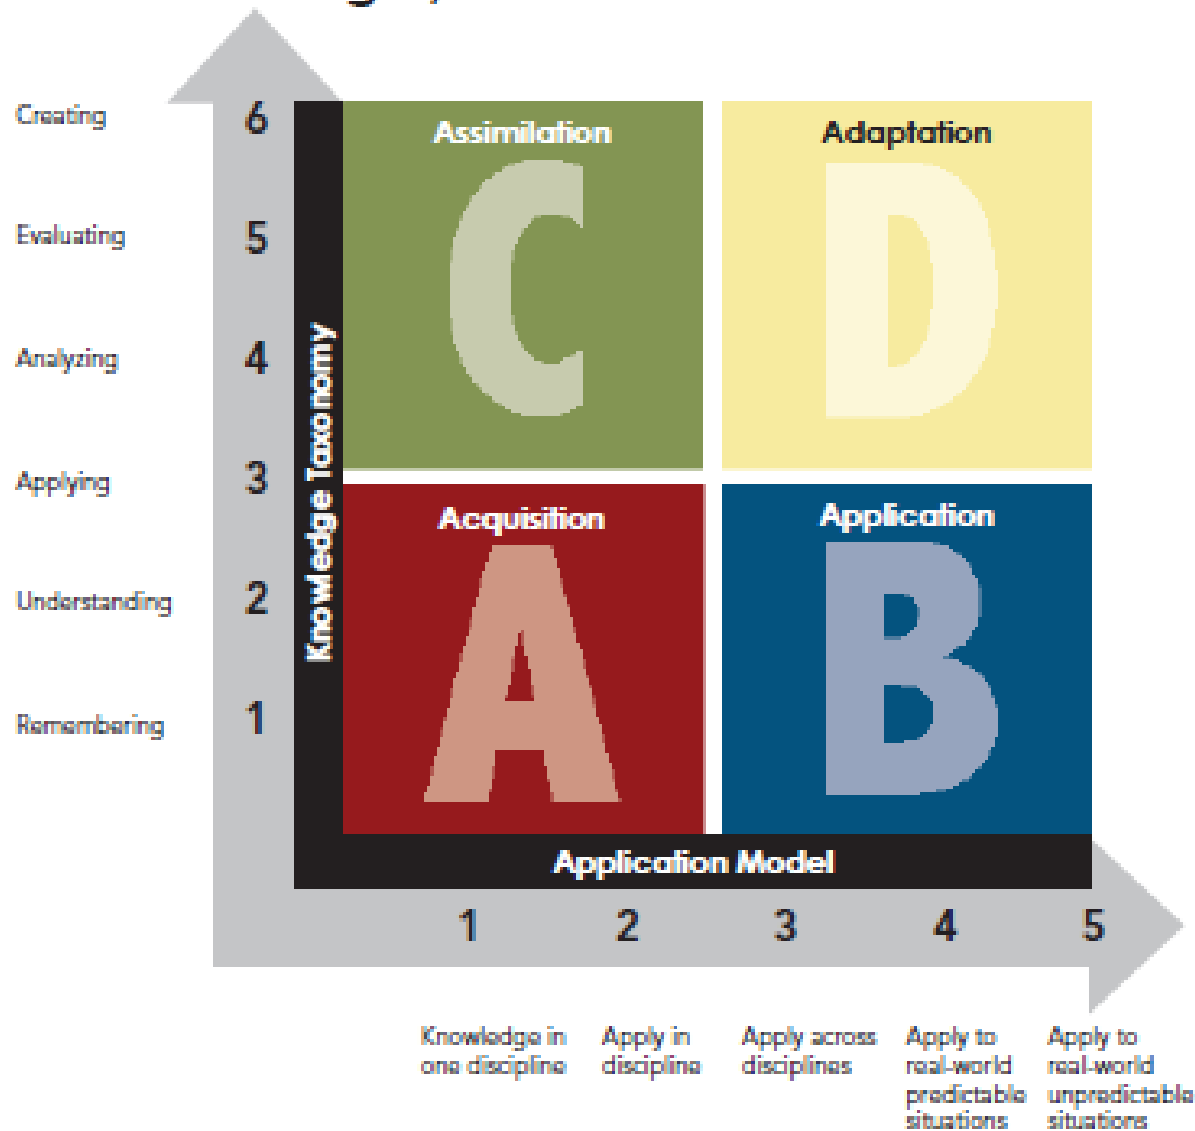 Creating
6
Assimilation
Adaptation
C
D
Evaluating
5
Analyzing
4
Knowledge Taxonomy
Applying
3
Acquisition
Application
A
B
Understanding
2
Remembering
1
Application Model
1 2 3 4 5
Knowledge in
one discipline
Apply in
discipline
Apply across
disciplines
Apply to
real-world
predictable
situations
Apply to
real-world
unpredictable
situations